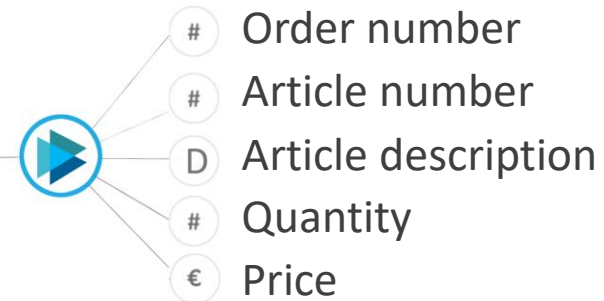 # Order number
# Article number
D Article description
# Quantity
€ Price